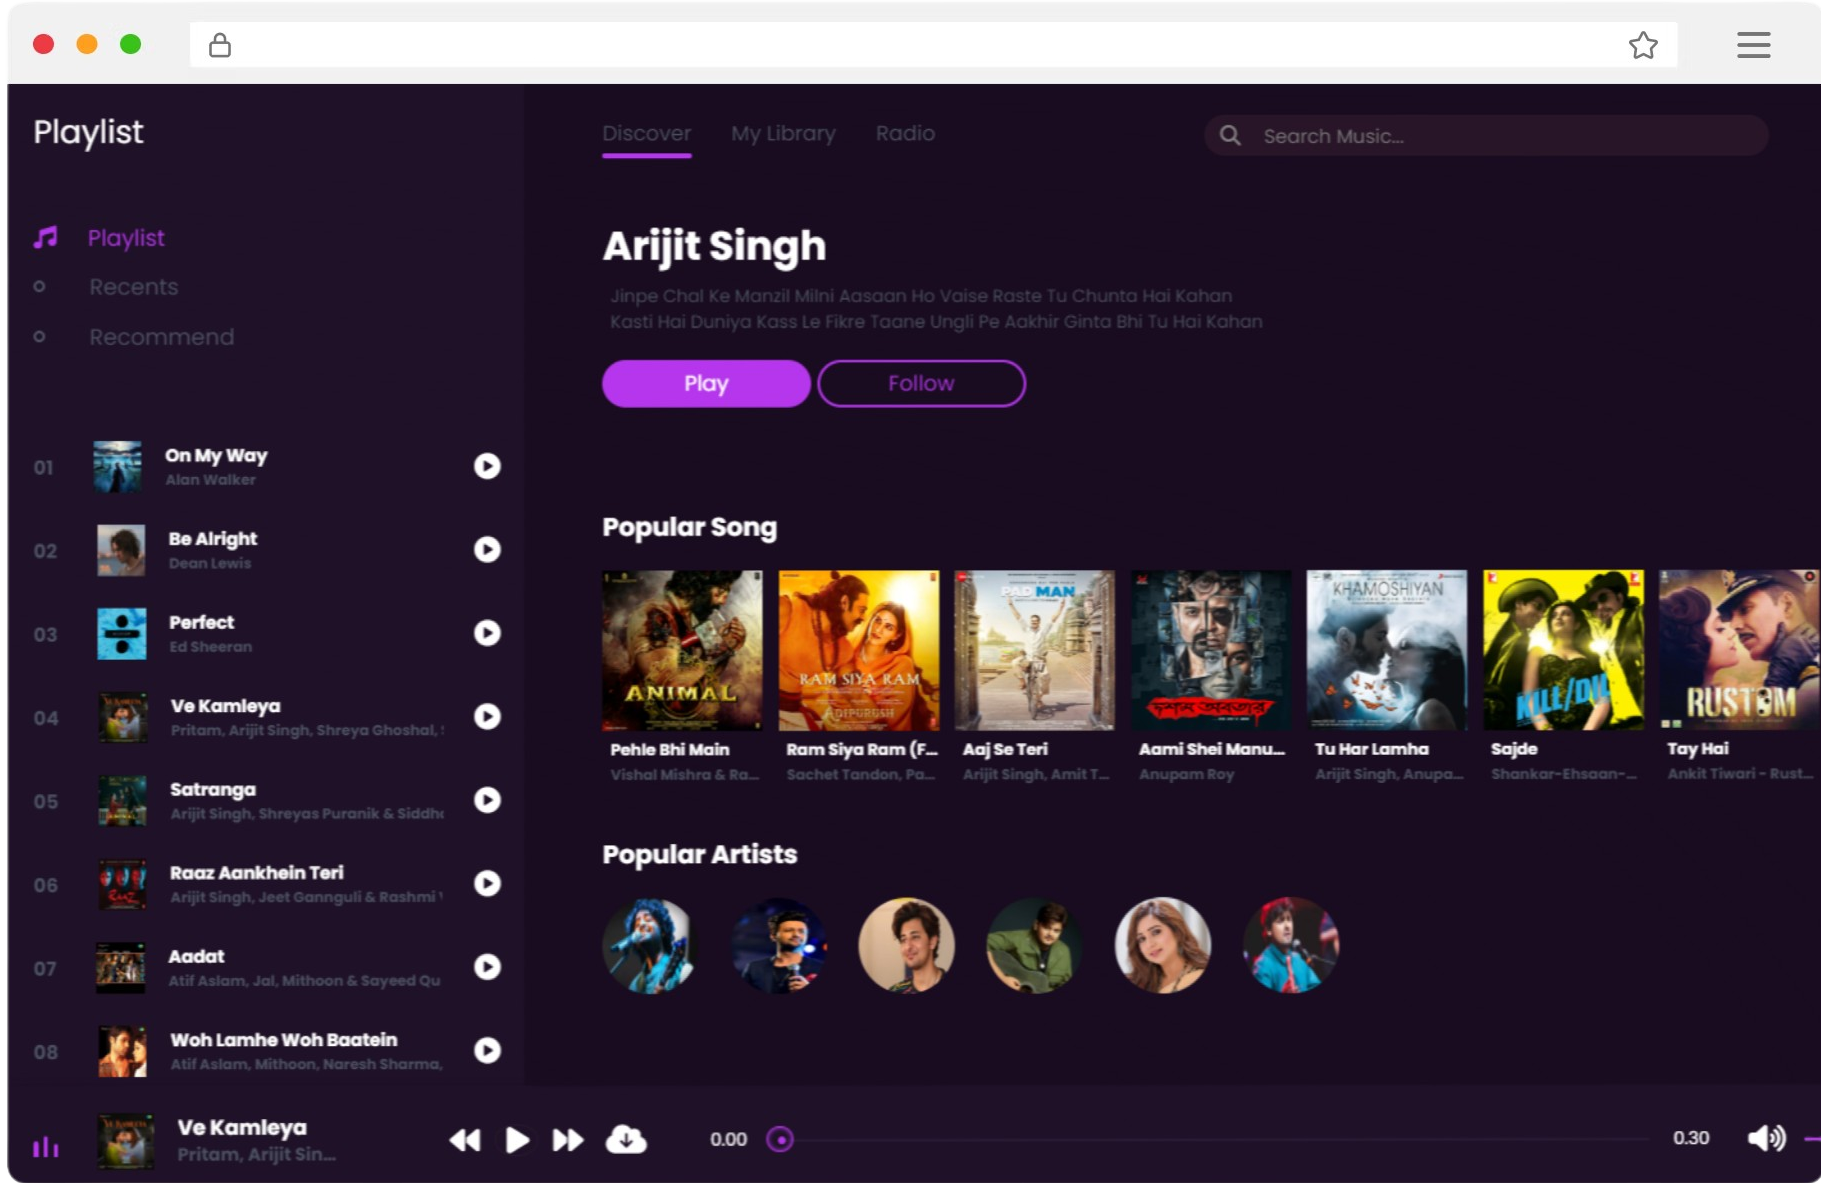 Playlist
Discover
My Library
Radio
Search Music...
Playlist
Recents
Recommend
Arijit Singh
Jinpe Chal Ke Manzil Milni Aasaan Ho Vaise Raste Tu Chunta Hai Kahan
Kasti Hai Duniya Kass Le Fikre Taane Ungli Pe Aakhir Ginta Bhi Tu Hai Kahan
Play
Follow
01
On My Way
Alan Walker
02
Be Alright
Dean Lewis
03
Perfect
Ed Sheeran
04
Ve Kamleya
Pritam, Arijit Singh, Shreya Ghoshal,
05
Satranga
Arijit Singh, Shreyas Puranik & Siddh
06
Raaz Aankhein Teri
Arijit Singh, Jeet Gannguli & Rashmi
07
Aadat
Atif Aslam, Jal, Mithoon & Sayeed Qu
08
Woh Lamhe Woh Baatein
Atif Aslam, Mithoon, Naresh Sharma,
Popular Song
ANIMAL
Pehle Bhi Main
Vishal Mishra & Ra...
RAM SIYA RAM
ADIPURUSH
Ram Siya Ram (F...
Sachet Tandon, Pa...
PAD MAN
Aaj Se Teri
Arijit Singh, Amit T...
দশম অবতার
Aami Shei Manu...
Anupam Roy
KHAMOSHIYAN
Tu Har Lamha
Arijit Singh, Anupa...
KILL/DIL
Sajde
Shankar-Ehsaan-...
RUSTOM
Tay Hai
Ankit Tiwari - Rust...
Popular Artists
Ve Kamleya
Pritam, Arijit Sin...
0.00
0.30